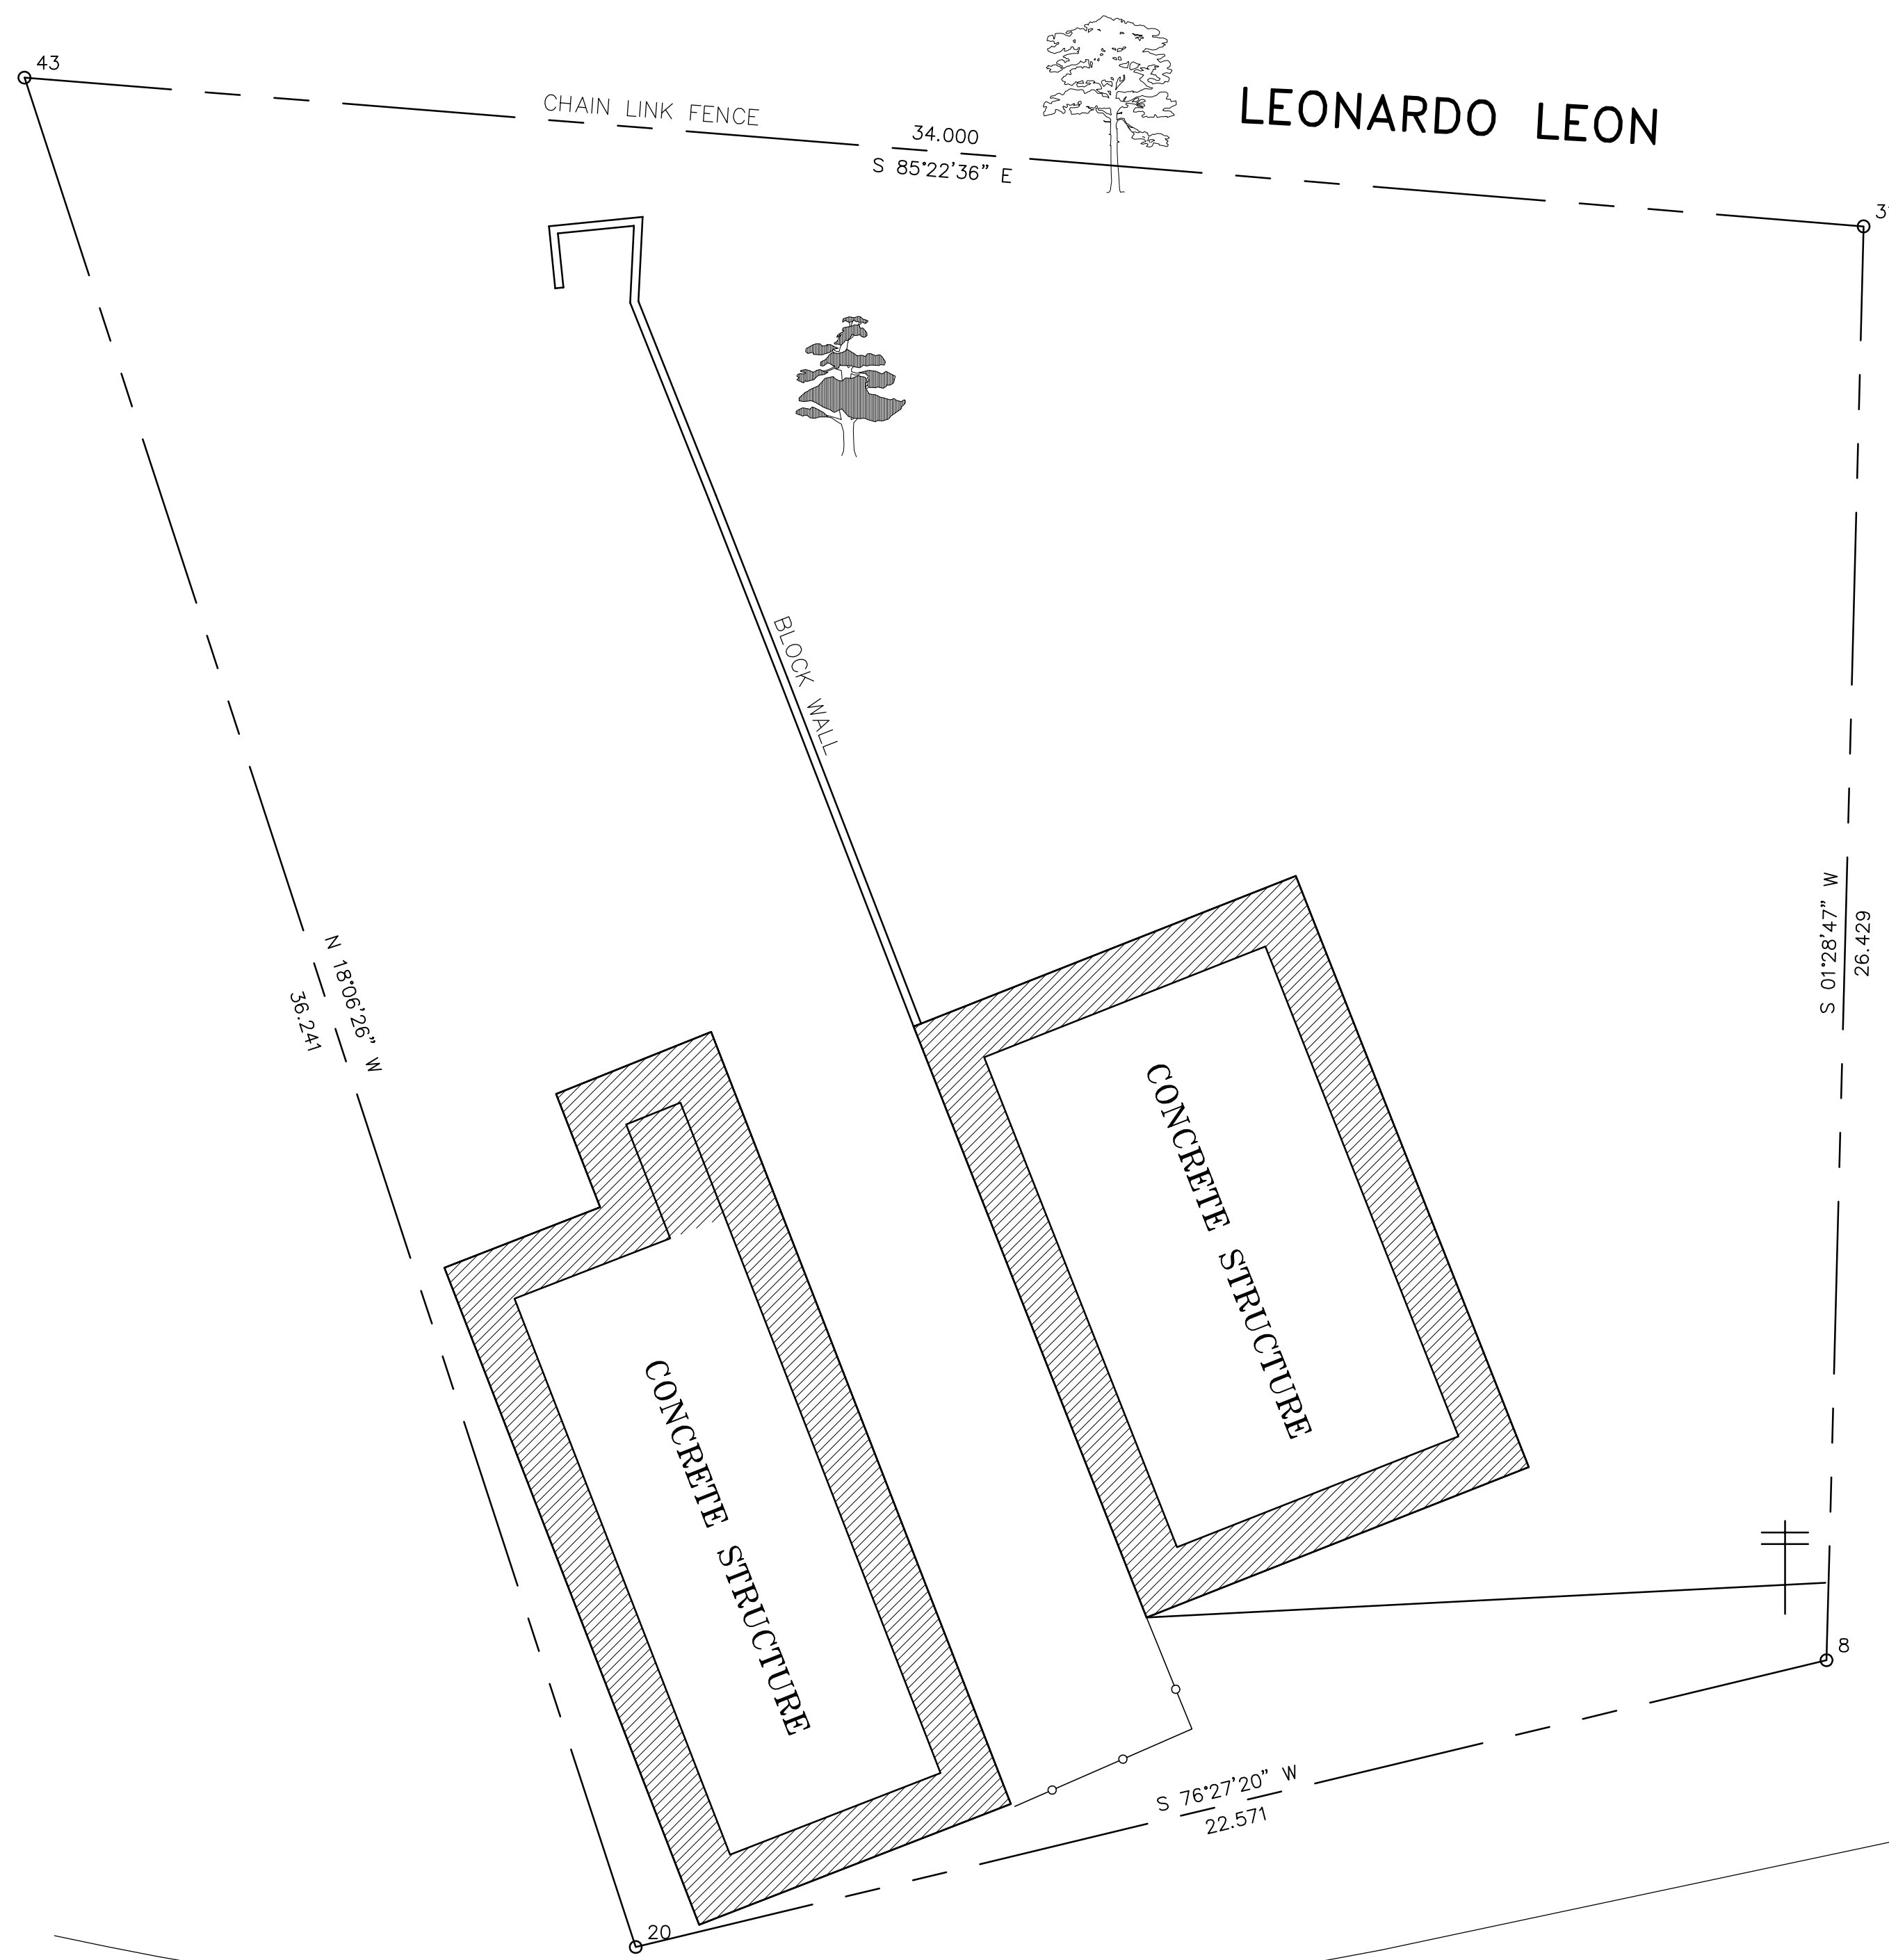 43
CHAIN LINK FENCE
34.000
S 85°22'36" E
LEONARDO LEON
BLOCK WALL
S 01°28'47" W
26.429
N 18°06'26" W
36.241
CONCRETE STRUCTURE
CONCRETE STRUCTURE
8
S 76°27'20" W
22.571
20